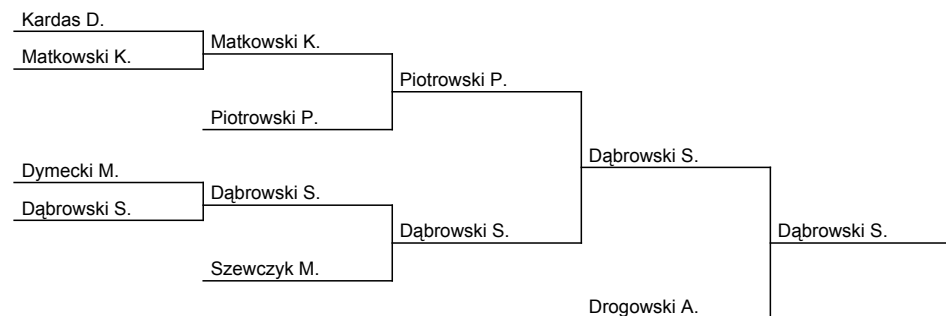 Kardas D.
Matkowski K.
Matkowski K.
Piotrowski P.
Piotrowski P.
Dąbrowski S.
Dymecki M.
Dąbrowski S.
Dąbrowski S.
Dąbrowski S.
Dąbrowski S.
Szewczyk M.
Drogowski A.